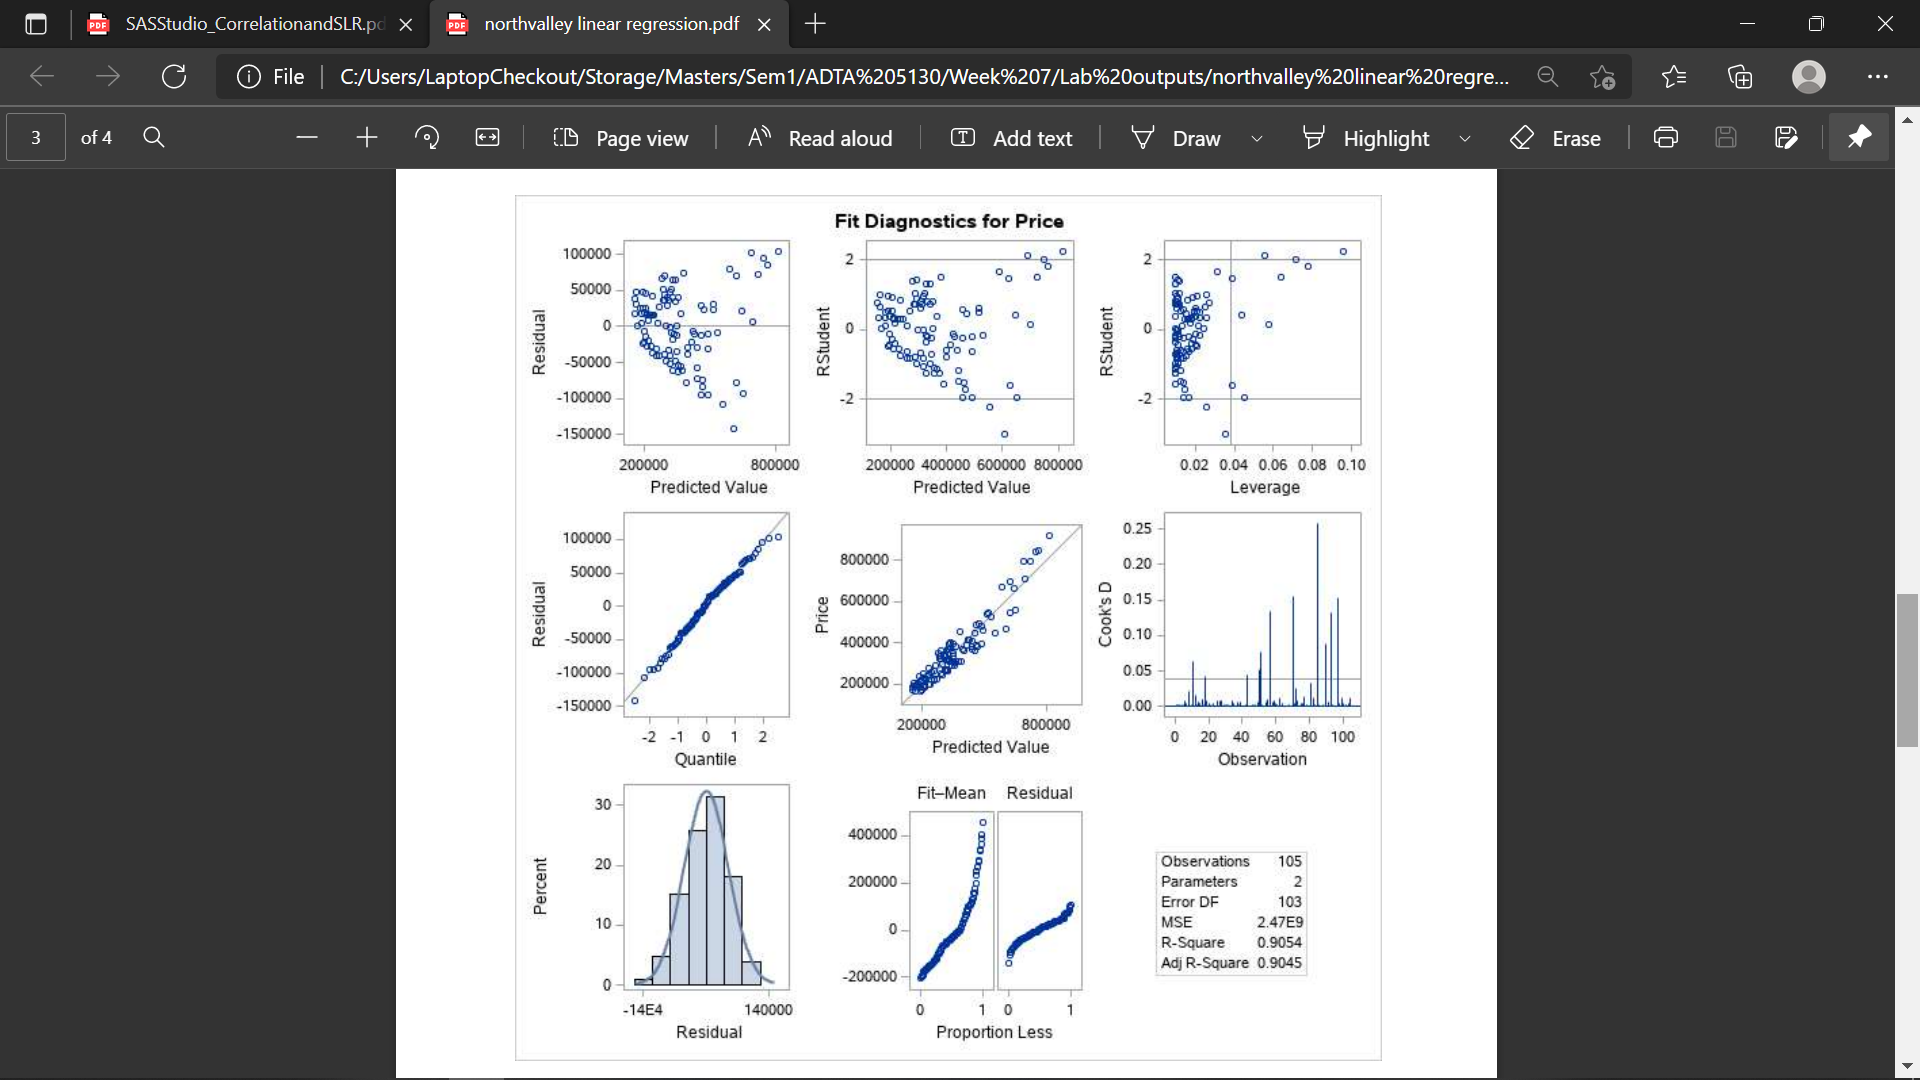 SASStudio_CorrelationandSLR.pd
northvalley linear regression.pdf
File
C:/Users/LaptopCheckout/Storage/Masters/Sem1/ADTA%205130/Week%207/Lab%20outputs/northvalley%20linear%20regre...
3 of 4
Page view
Read aloud
Add text
Draw
Highlight
Erase
Fit Diagnostics for Price
Residual
100000
50000
0
-50000
-100000
-150000
200000 800000
Predicted Value
RStudent
2
0
-2
200000 400000 600000 800000
Predicted Value
RStudent
2
0
-2
0.02 0.04 0.06 0.08 0.10
Leverage
Residual
100000
50000
0
-50000
-100000
-150000
-2 -1 0 1 2
Quantile
Price
800000
600000
400000
200000
200000 800000
Predicted Value
Cook's D
0.25
0.20
0.15
0.10
0.05
0.00
0 20 40 60 80 100
Observation
Percent
30
20
10
0
-14E4 140000
Residual
Fit–Mean Residual
400000
200000
0
-200000
0 1 0 1
Proportion Less
Observations 105
Parameters 2
Error DF 103
MSE 2.47E9
R-Square 0.9054
Adj R-Square 0.9045